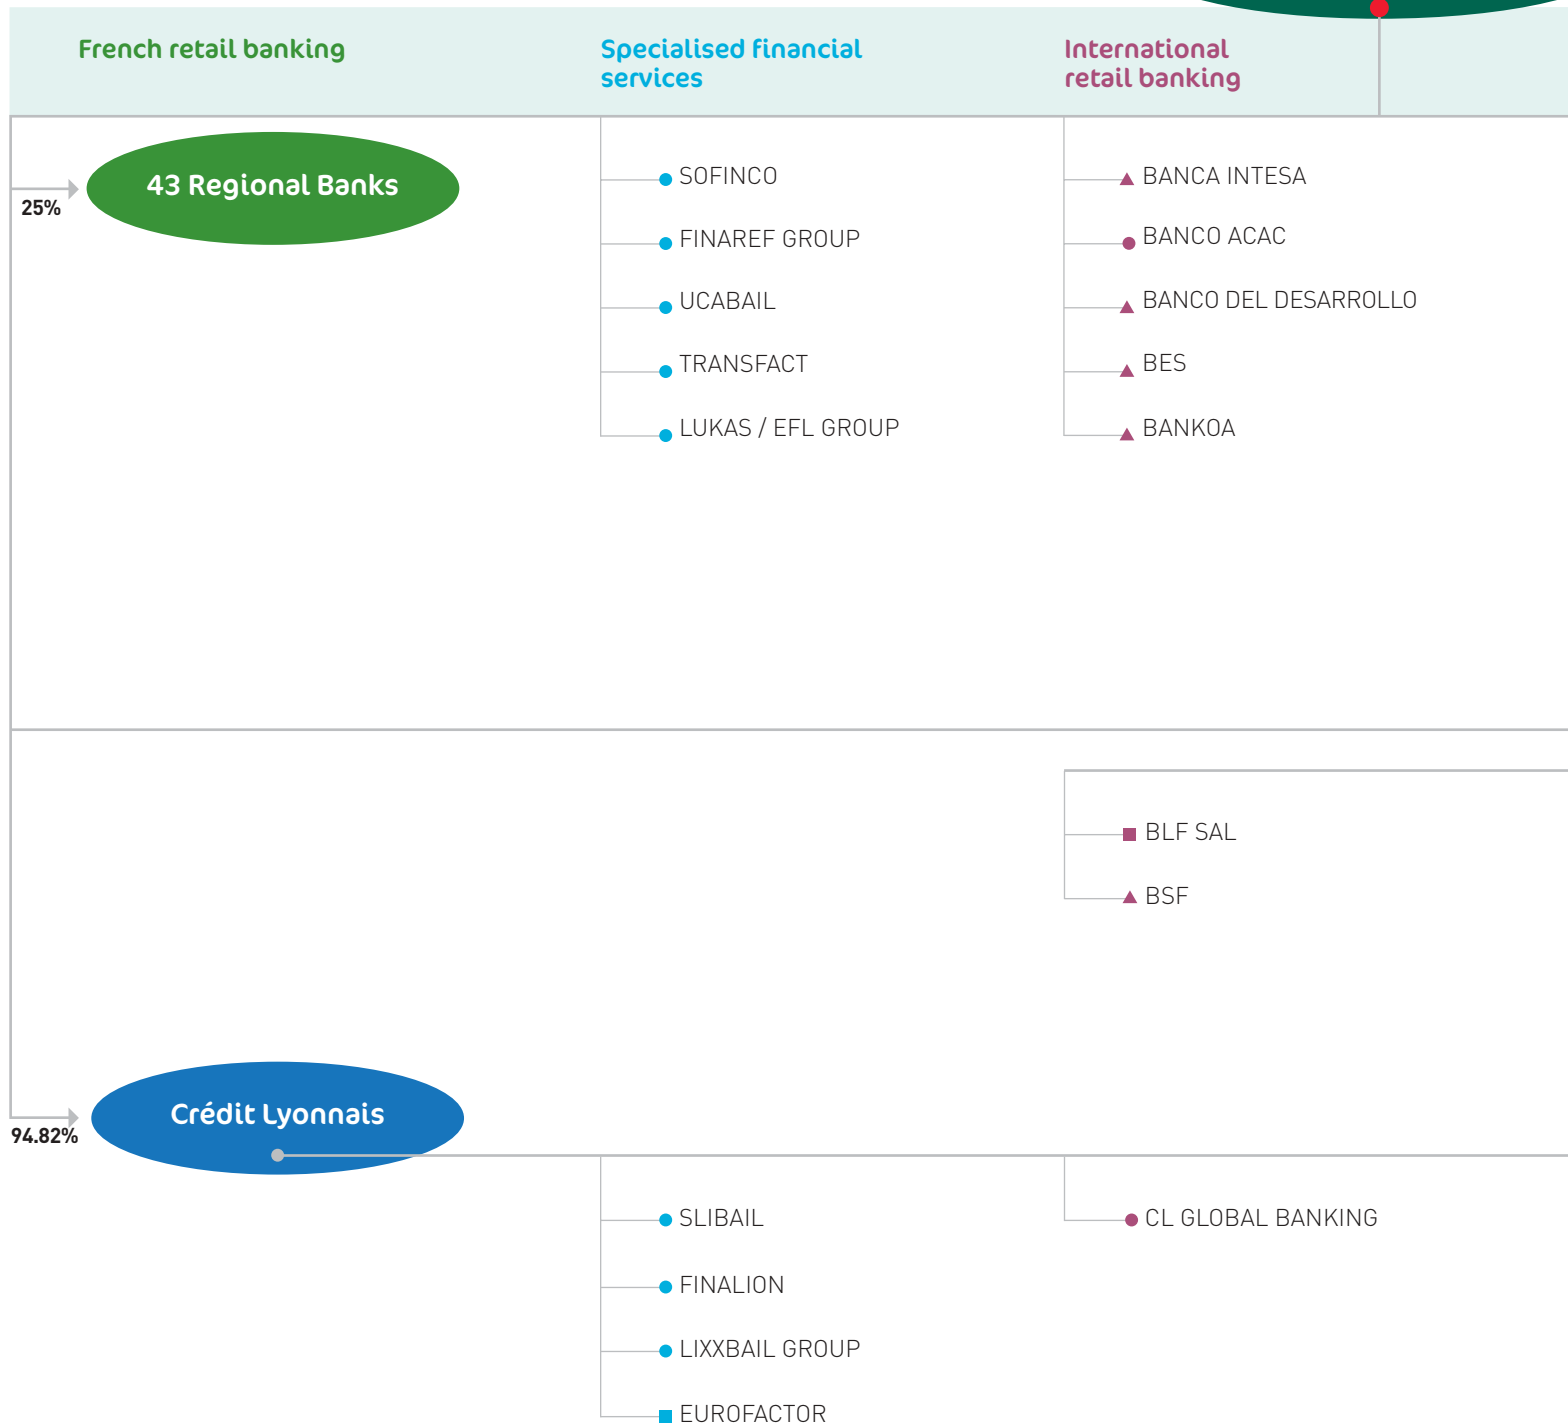 French retail banking
Specialised financial
services
International
retail banking
43 Regional Banks
25%
SOFINCO
FINAREF GROUP
UCABAIL
TRANSFACT
LUKAS / EFL GROUP
BANCA INTESA
BANCO ACAC
BANCO DEL DESARROLLO
BES
BANKOA
BLF SAL
BSF
Crédit Lyonnais
94.82%
SLIBAIL
FINALION
LIXXBAIL GROUP
EUROFACTOR
CL GLOBAL BANKING